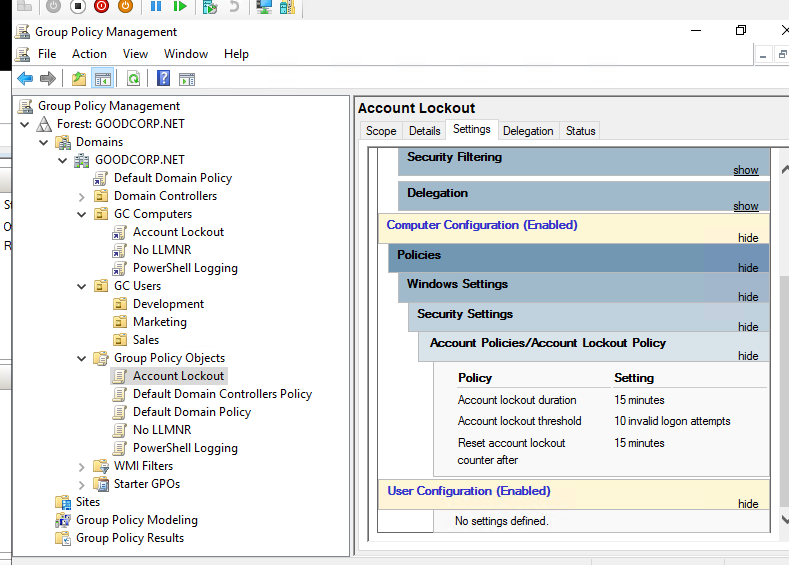 Group Policy Management
File Action View Window Help
Group Policy Management
Forest: GOODCORP.NET
Domains
GOODCORP.NET
Default Domain Policy
Domain Controllers
GC Computers
Account Lockout
No LLMNR
PowerShell Logging
GC Users
Development
Marketing
Sales
Group Policy Objects
Account Lockout
Default Domain Controllers Policy
Default Domain Policy
No LLMNR
PowerShell Logging
WMI Filters
Starter GPOs
Sites
Group Policy Modeling
Group Policy Results
Account Lockout
Scope Details Settings Delegation Status
Security Filtering
show
Delegation
show
Computer Configuration (Enabled)
hide
Policies
hide
Windows Settings
hide
Security Settings
hide
Account Policies/Account Lockout Policy
hide
Policy Setting
Account lockout duration 15 minutes
Account lockout threshold 10 invalid logon attempts
Reset account lockout 15 minutes
counter after
User Configuration (Enabled)
hide
No settings defined.